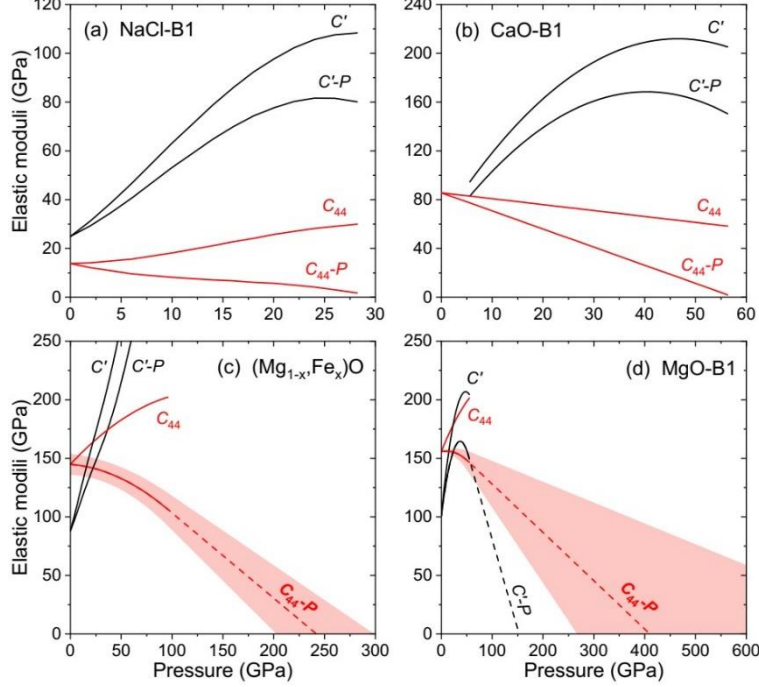 (a) NaCl-B1
120
100
80
60
40
20
0
0 5 10 15 20 25 30
C'
C'-P
C₄₄
C₄₄-P
Elastic moduli (GPa)
(b) CaO-B1
240
200
160
120
80
40
0
0 10 20 30 40 50 60
C'
C'-P
C₄₄
C₄₄-P
(c) (Mg₁₋ₓ,Feₓ)O
250
200
150
100
50
0
0 50 100 150 200 250 300
C'
C'-P
C₄₄
C₄₄-P
Elastic modili (GPa)
Pressure (GPa)
(d) MgO-B1
250
200
150
100
50
0
0 100 200 300 400 500 600
C'
C₄₄
C'-P
C₄₄-P
Pressure (GPa)